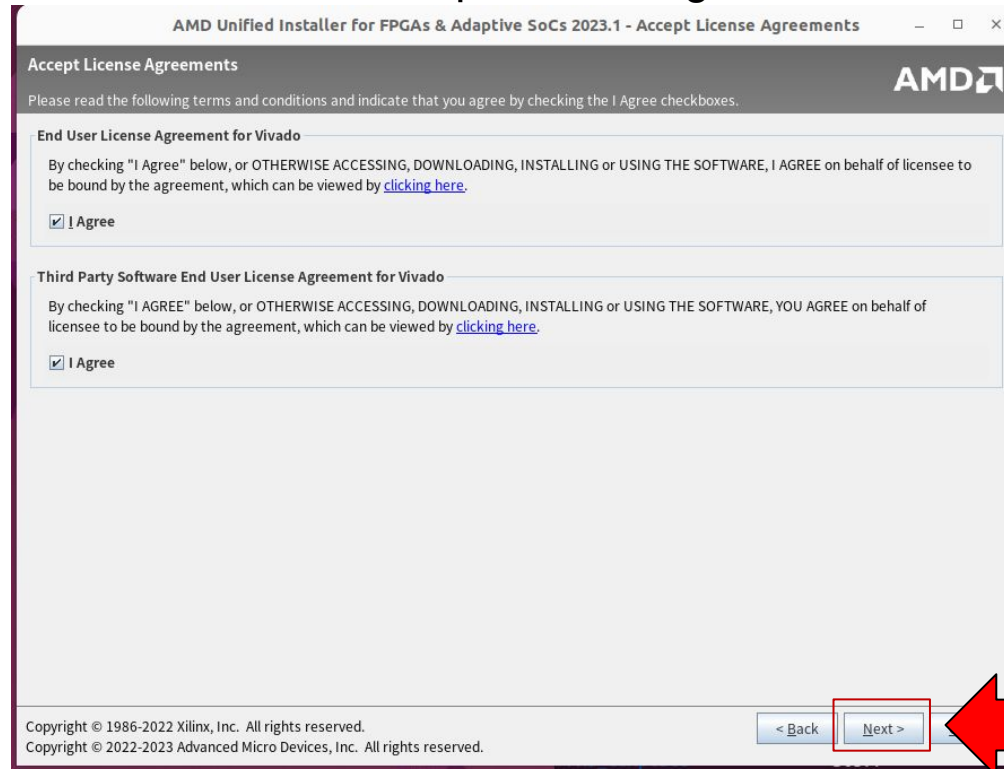 AMD Unified Installer for FPGAs & Adaptive SoCs 2023.1 - Accept License Agreements
Accept License Agreements
AMD
Please read the following terms and conditions and indicate that you agree by checking the I Agree checkboxes.
End User License Agreement for Vivado
By checking "I Agree" below, or OTHERWISE ACCESSING, DOWNLOADING, INSTALLING or USING THE SOFTWARE, I AGREE on behalf of licensee to
be bound by the agreement, which can be viewed by clicking here.
I Agree
Third Party Software End User License Agreement for Vivado
By checking "I AGREE" below, or OTHERWISE ACCESSING, DOWNLOADING, INSTALLING or USING THE SOFTWARE, YOU AGREE on behalf of
licensee to be bound by the agreement, which can be viewed by clicking here.
I Agree
Copyright © 1986-2022 Xilinx, Inc. All rights reserved.
Copyright © 2022-2023 Advanced Micro Devices, Inc. All rights reserved.
< Back
Next >